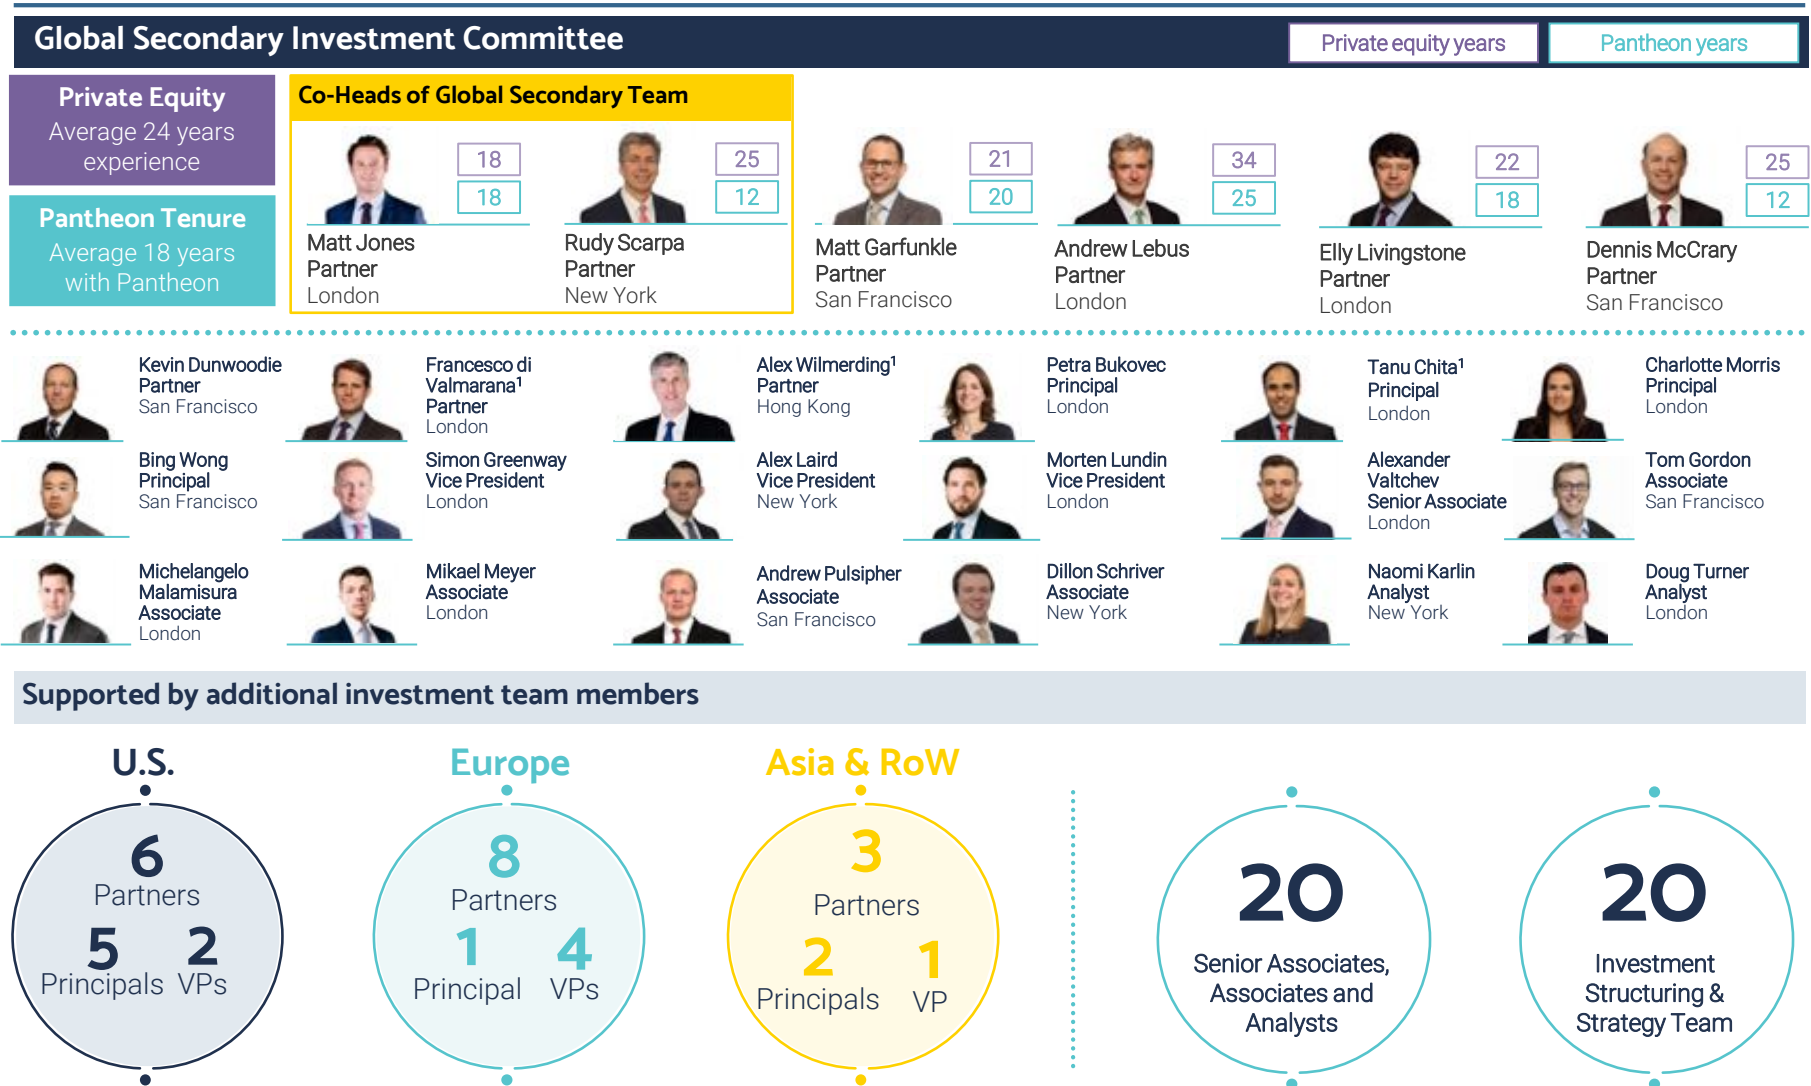 Global Secondary Investment Committee
Private equity years
Pantheon years
Private Equity
Average 24 years
experience
Pantheon Tenure
Average 18 years
with Pantheon
Co-Heads of Global Secondary Team
18
18
Matt Jones
Partner
London
25
12
Rudy Scarpa
Partner
New York
21
20
Matt Garfunkle
Partner
San Francisco
34
25
Andrew Lebus
Partner
London
22
18
Elly Livingstone
Partner
London
25
12
Dennis McCrary
Partner
San Francisco
Kevin Dunwoodie
Partner
San Francisco
Francesco di
Valmarana¹
Partner
London
Alex Wilmerding¹
Partner
Hong Kong
Petra Bukovec
Principal
London
Tanu Chita¹
Principal
London
Charlotte Morris
Principal
London
Bing Wong
Principal
San Francisco
Simon Greenway
Vice President
London
Alex Laird
Vice President
New York
Morten Lundin
Vice President
London
Alexander
Valtchev
Senior Associate
London
Tom Gordon
Associate
San Francisco
Michelangelo
Malamisura
Associate
London
Mikael Meyer
Associate
London
Andrew Pulsipher
Associate
San Francisco
Dillon Schriver
Associate
New York
Naomi Karlin
Analyst
New York
Doug Turner
Analyst
London
Supported by additional investment team members
U.S.
6
Partners
5 2
Principals VPs
Europe
8
Partners
1 4
Principal VPs
Asia & RoW
3
Partners
2 1
Principals VP
20
Senior Associates,
Associates and
Analysts
20
Investment
Structuring &
Strategy Team